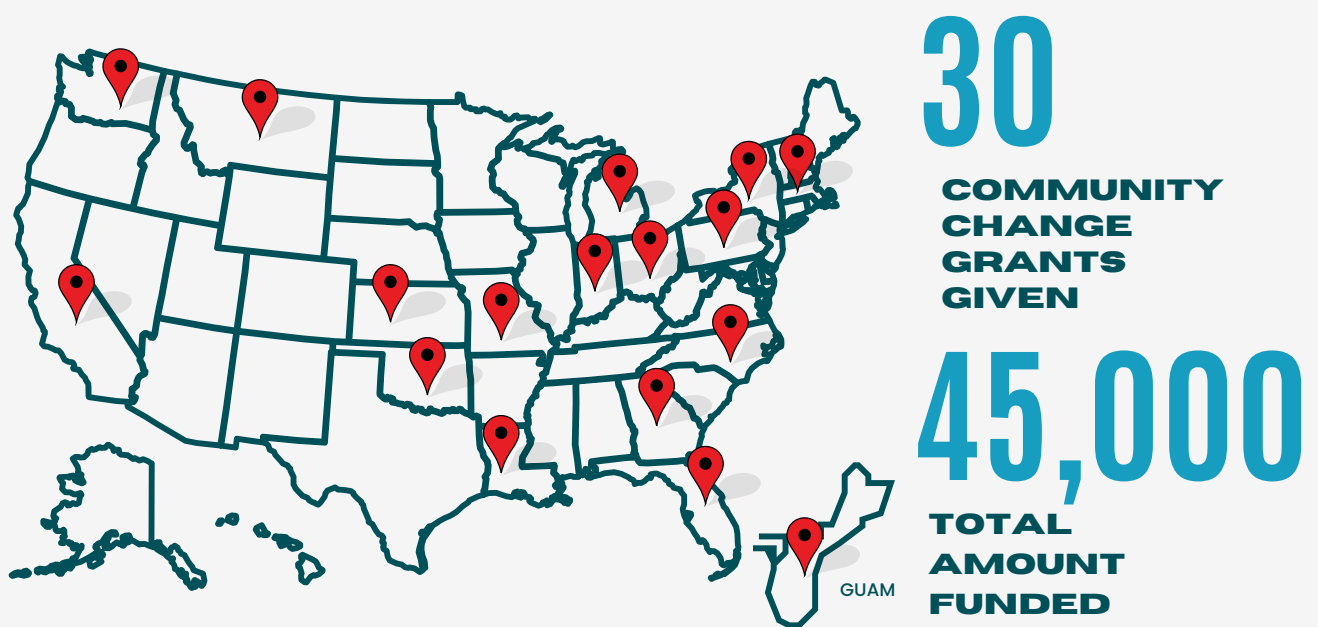 30
COMMUNITY
CHANGE
GRANTS
GIVEN
45,000
TOTAL
AMOUNT
FUNDED
GUAM